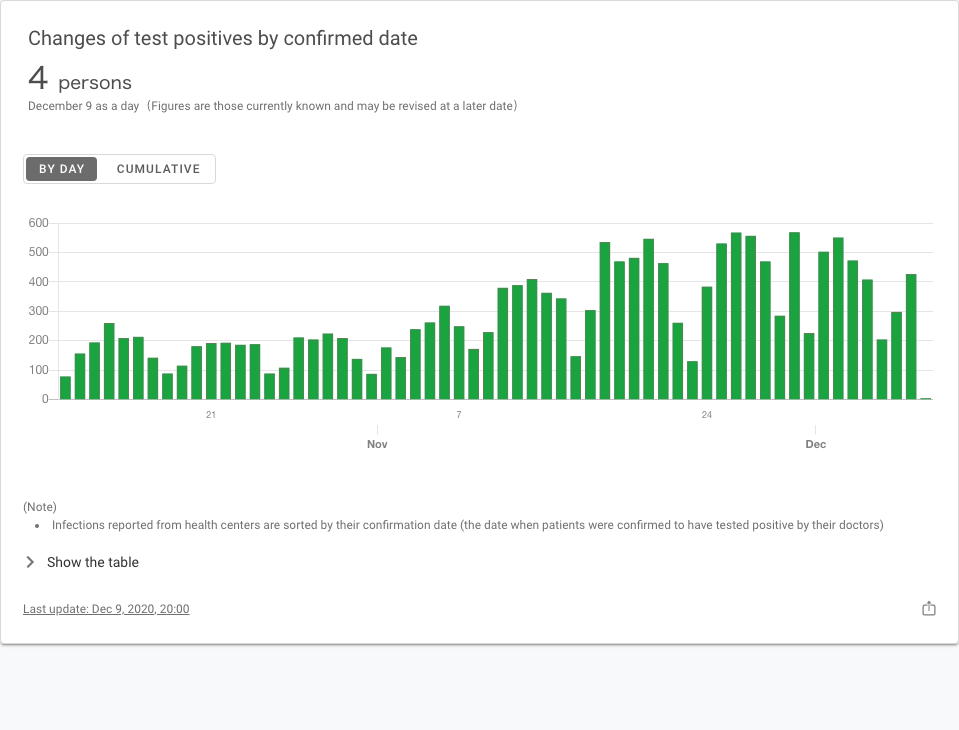 Changes of test positives by confirmed date
4 persons
December 9 as a day（Figures are those currently known and may be revised at a later date）
BY DAY CUMULATIVE
600
500
400
300
200
100
0
21 7 24
Nov Dec
(Note)
• Infections reported from health centers are sorted by their confirmation date (the date when patients were confirmed to have tested positive by their doctors)
Show the table
Last update: Dec 9, 2020, 20:00